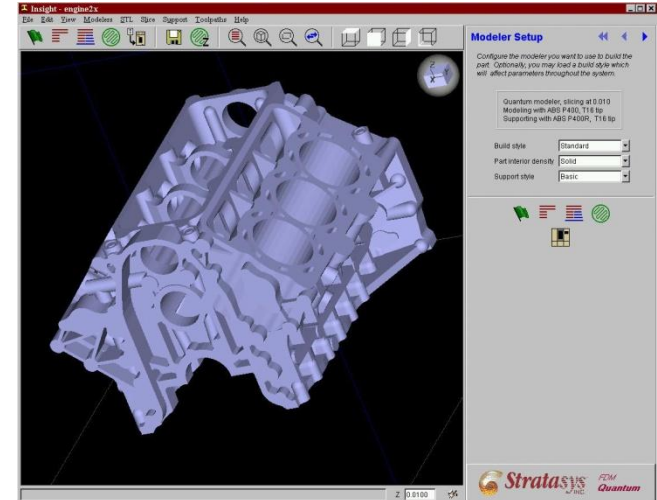 Insight - engine2x
File Edit View Modeler STL Slice Support Toolpaths Help
Modeler Setup
Configure the modeler you want to use to build the
part. Optionally, you may load a build style which
will affect parameters throughout the system.
Quantum modeler, slicing at 0.010
Modeling with ABS P400, T16 tip
Supporting with ABS P400R, T16 tip
Build style Standard
Part interior density Solid
Support style Basic
Z
X
Z 0.0100
Stratasys INC.
FDM
Quantum